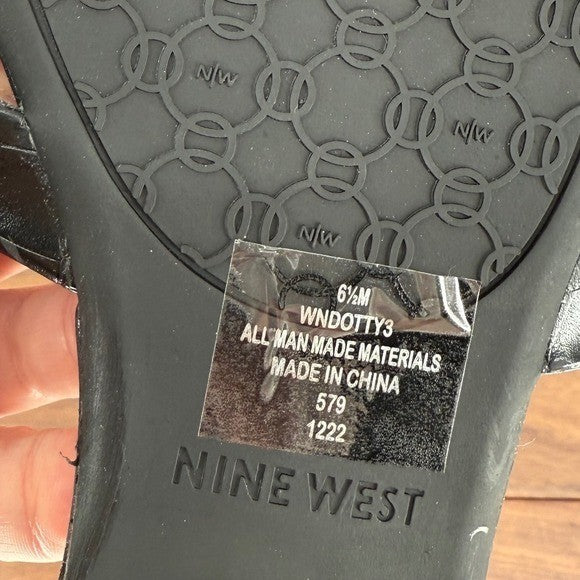 N/W
N/W
N/W
6½M
WNDOTTY3
ALL MAN MADE MATERIALS
MADE IN CHINA
579
1222
NINE WEST